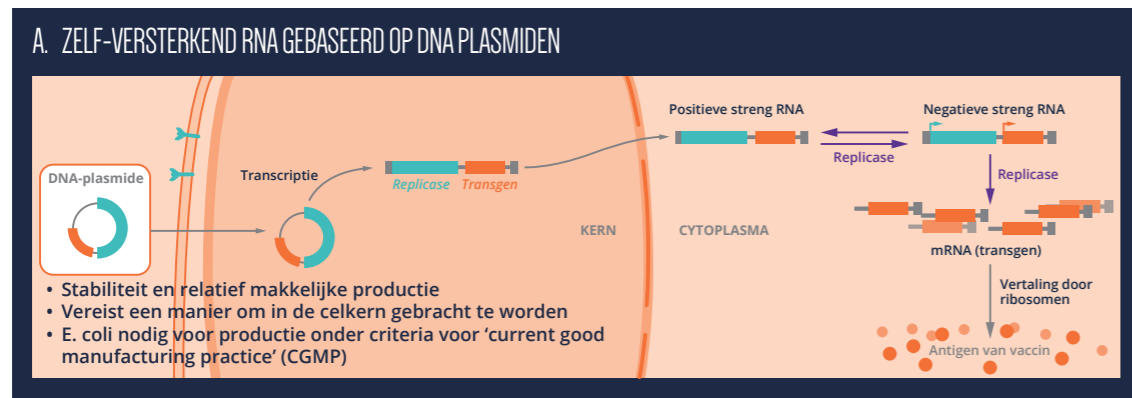 A. ZELF-VERSTERKEND RNA GEBASEERD OP DNA PLASMIDEN
DNA-plasmide
Transcriptie
Replicase Transgen
KERN
CYTOPLASMA
Positieve streng RNA
Replicase
Negatieve streng RNA
Replicase
mRNA (transgen)
Vertaling door
ribosomen
Antigen van vaccin
• Stabiliteit en relatief makkelijke productie
• Vereist een manier om in de celkern gebracht te worden
• E. coli nodig voor productie onder criteria voor ‘current good
manufacturing practice’ (CGMP)